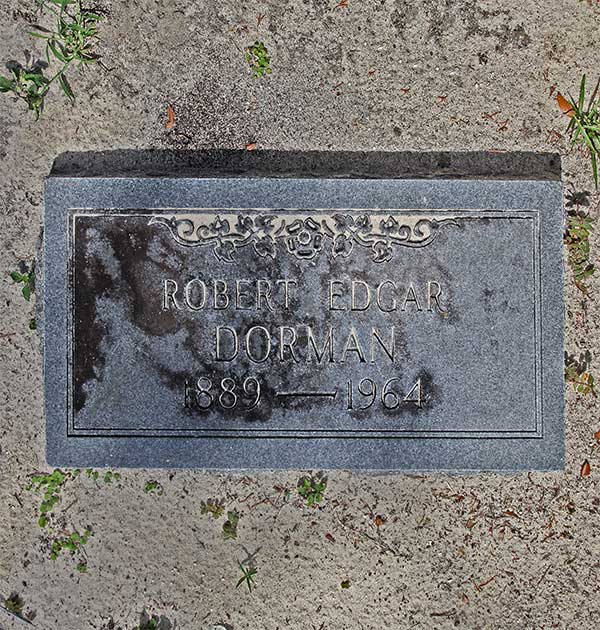 ROBERT EDGAR
DORMAN
1889 — 1964